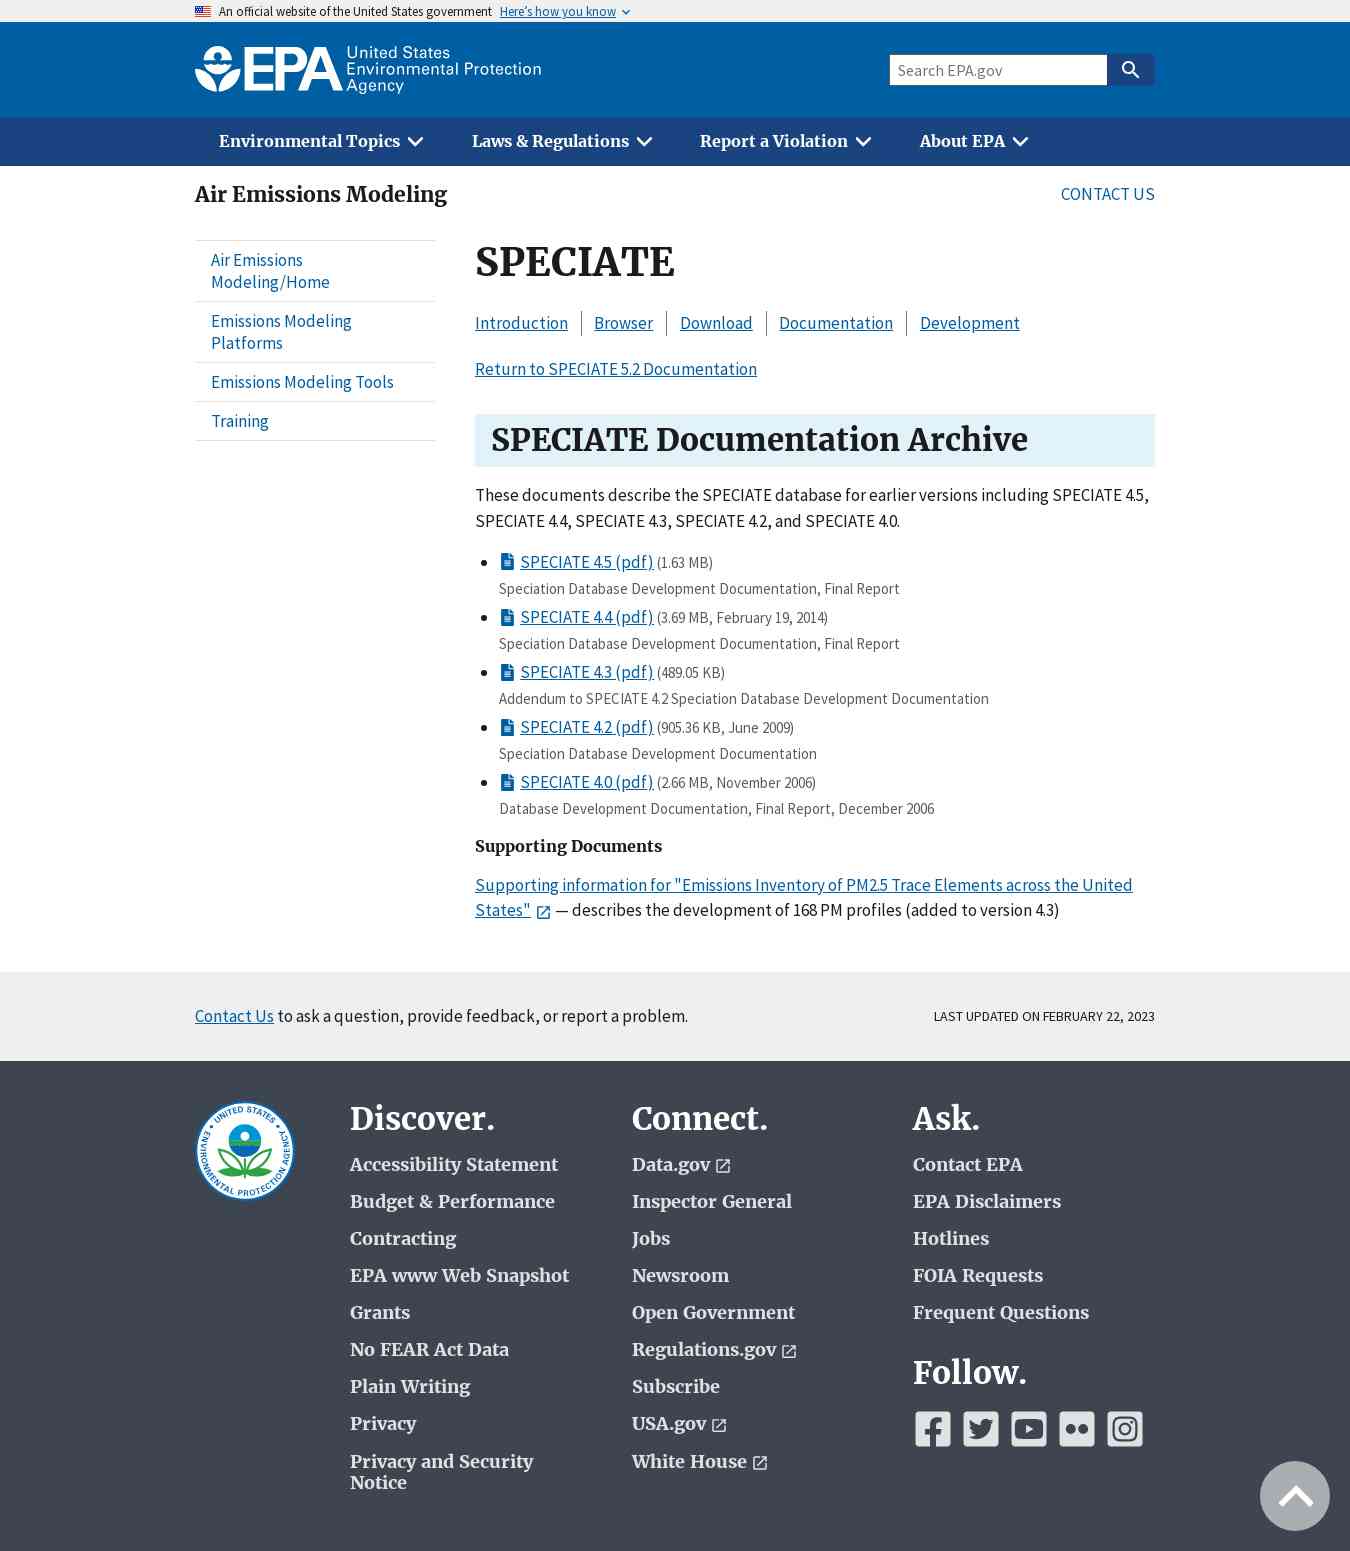 An official website of the United States government Here’s how you know
EPA United States
Environmental Protection
Agency
Search EPA.gov
Environmental Topics Laws & Regulations Report a Violation About EPA
Air Emissions Modeling CONTACT US
Air Emissions
Modeling/Home
Emissions Modeling
Platforms
Emissions Modeling Tools
Training
SPECIATE
Introduction Browser Download Documentation Development
Return to SPECIATE 5.2 Documentation
SPECIATE Documentation Archive
These documents describe the SPECIATE database for earlier versions including SPECIATE 4.5,
SPECIATE 4.4, SPECIATE 4.3, SPECIATE 4.2, and SPECIATE 4.0.
SPECIATE 4.5 (pdf) (1.63 MB)
Speciation Database Development Documentation, Final Report
SPECIATE 4.4 (pdf) (3.69 MB, February 19, 2014)
Speciation Database Development Documentation, Final Report
SPECIATE 4.3 (pdf) (489.05 KB)
Addendum to SPECIATE 4.2 Speciation Database Development Documentation
SPECIATE 4.2 (pdf) (905.36 KB, June 2009)
Speciation Database Development Documentation
SPECIATE 4.0 (pdf) (2.66 MB, November 2006)
Database Development Documentation, Final Report, December 2006
Supporting Documents
Supporting information for "Emissions Inventory of PM2.5 Trace Elements across the United
States" — describes the development of 168 PM profiles (added to version 4.3)
Contact Us to ask a question, provide feedback, or report a problem. LAST UPDATED ON FEBRUARY 22, 2023
UNITED STATES
ENVIRONMENTAL PROTECTION AGENCY
Discover.
Accessibility Statement
Budget & Performance
Contracting
EPA www Web Snapshot
Grants
No FEAR Act Data
Plain Writing
Privacy
Privacy and Security
Notice
Connect.
Data.gov
Inspector General
Jobs
Newsroom
Open Government
Regulations.gov
Subscribe
USA.gov
White House
Ask.
Contact EPA
EPA Disclaimers
Hotlines
FOIA Requests
Frequent Questions
Follow.